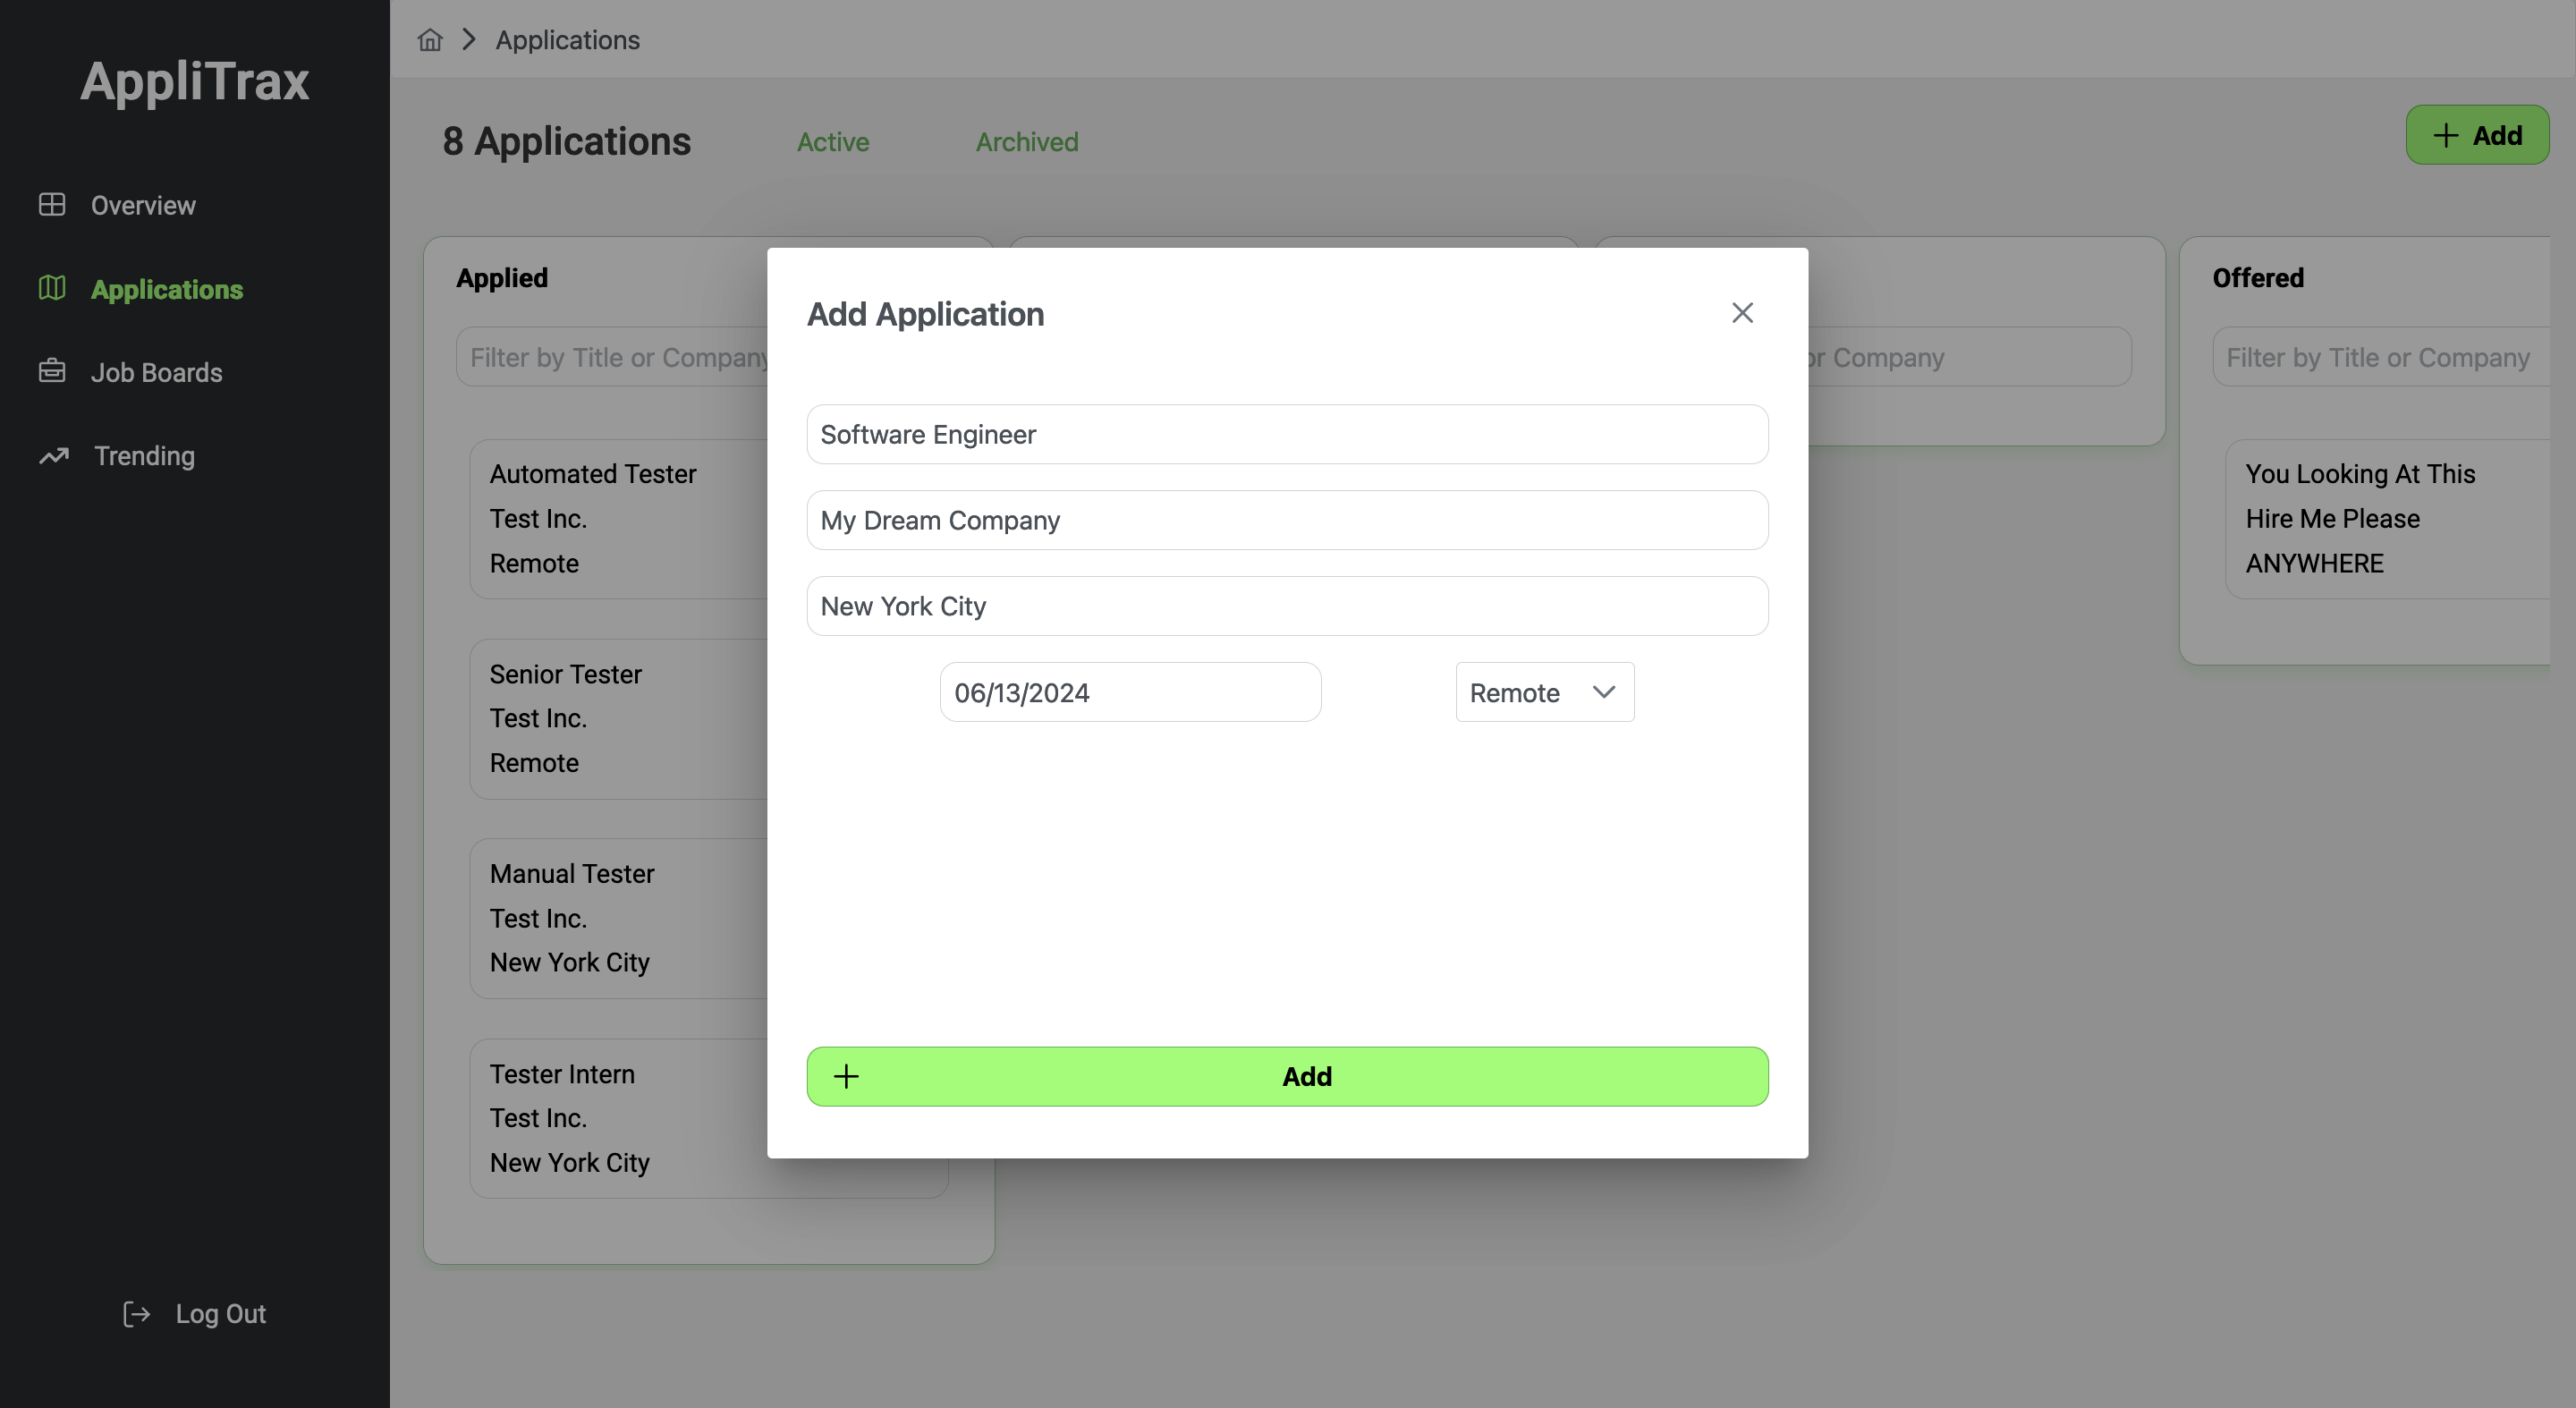 AppliTrax
Overview
Applications
Job Boards
Trending
Log Out
Applications
8 Applications
Active
Archived
Add
Applied
Filter by Title or Company
Automated Tester
Test Inc.
Remote
Senior Tester
Test Inc.
Remote
Manual Tester
Test Inc.
New York City
Tester Intern
Test Inc.
New York City
Add Application
Software Engineer
My Dream Company
New York City
06/13/2024
Remote
Add
or Company
Offered
Filter by Title or Company
You Looking At This
Hire Me Please
ANYWHERE